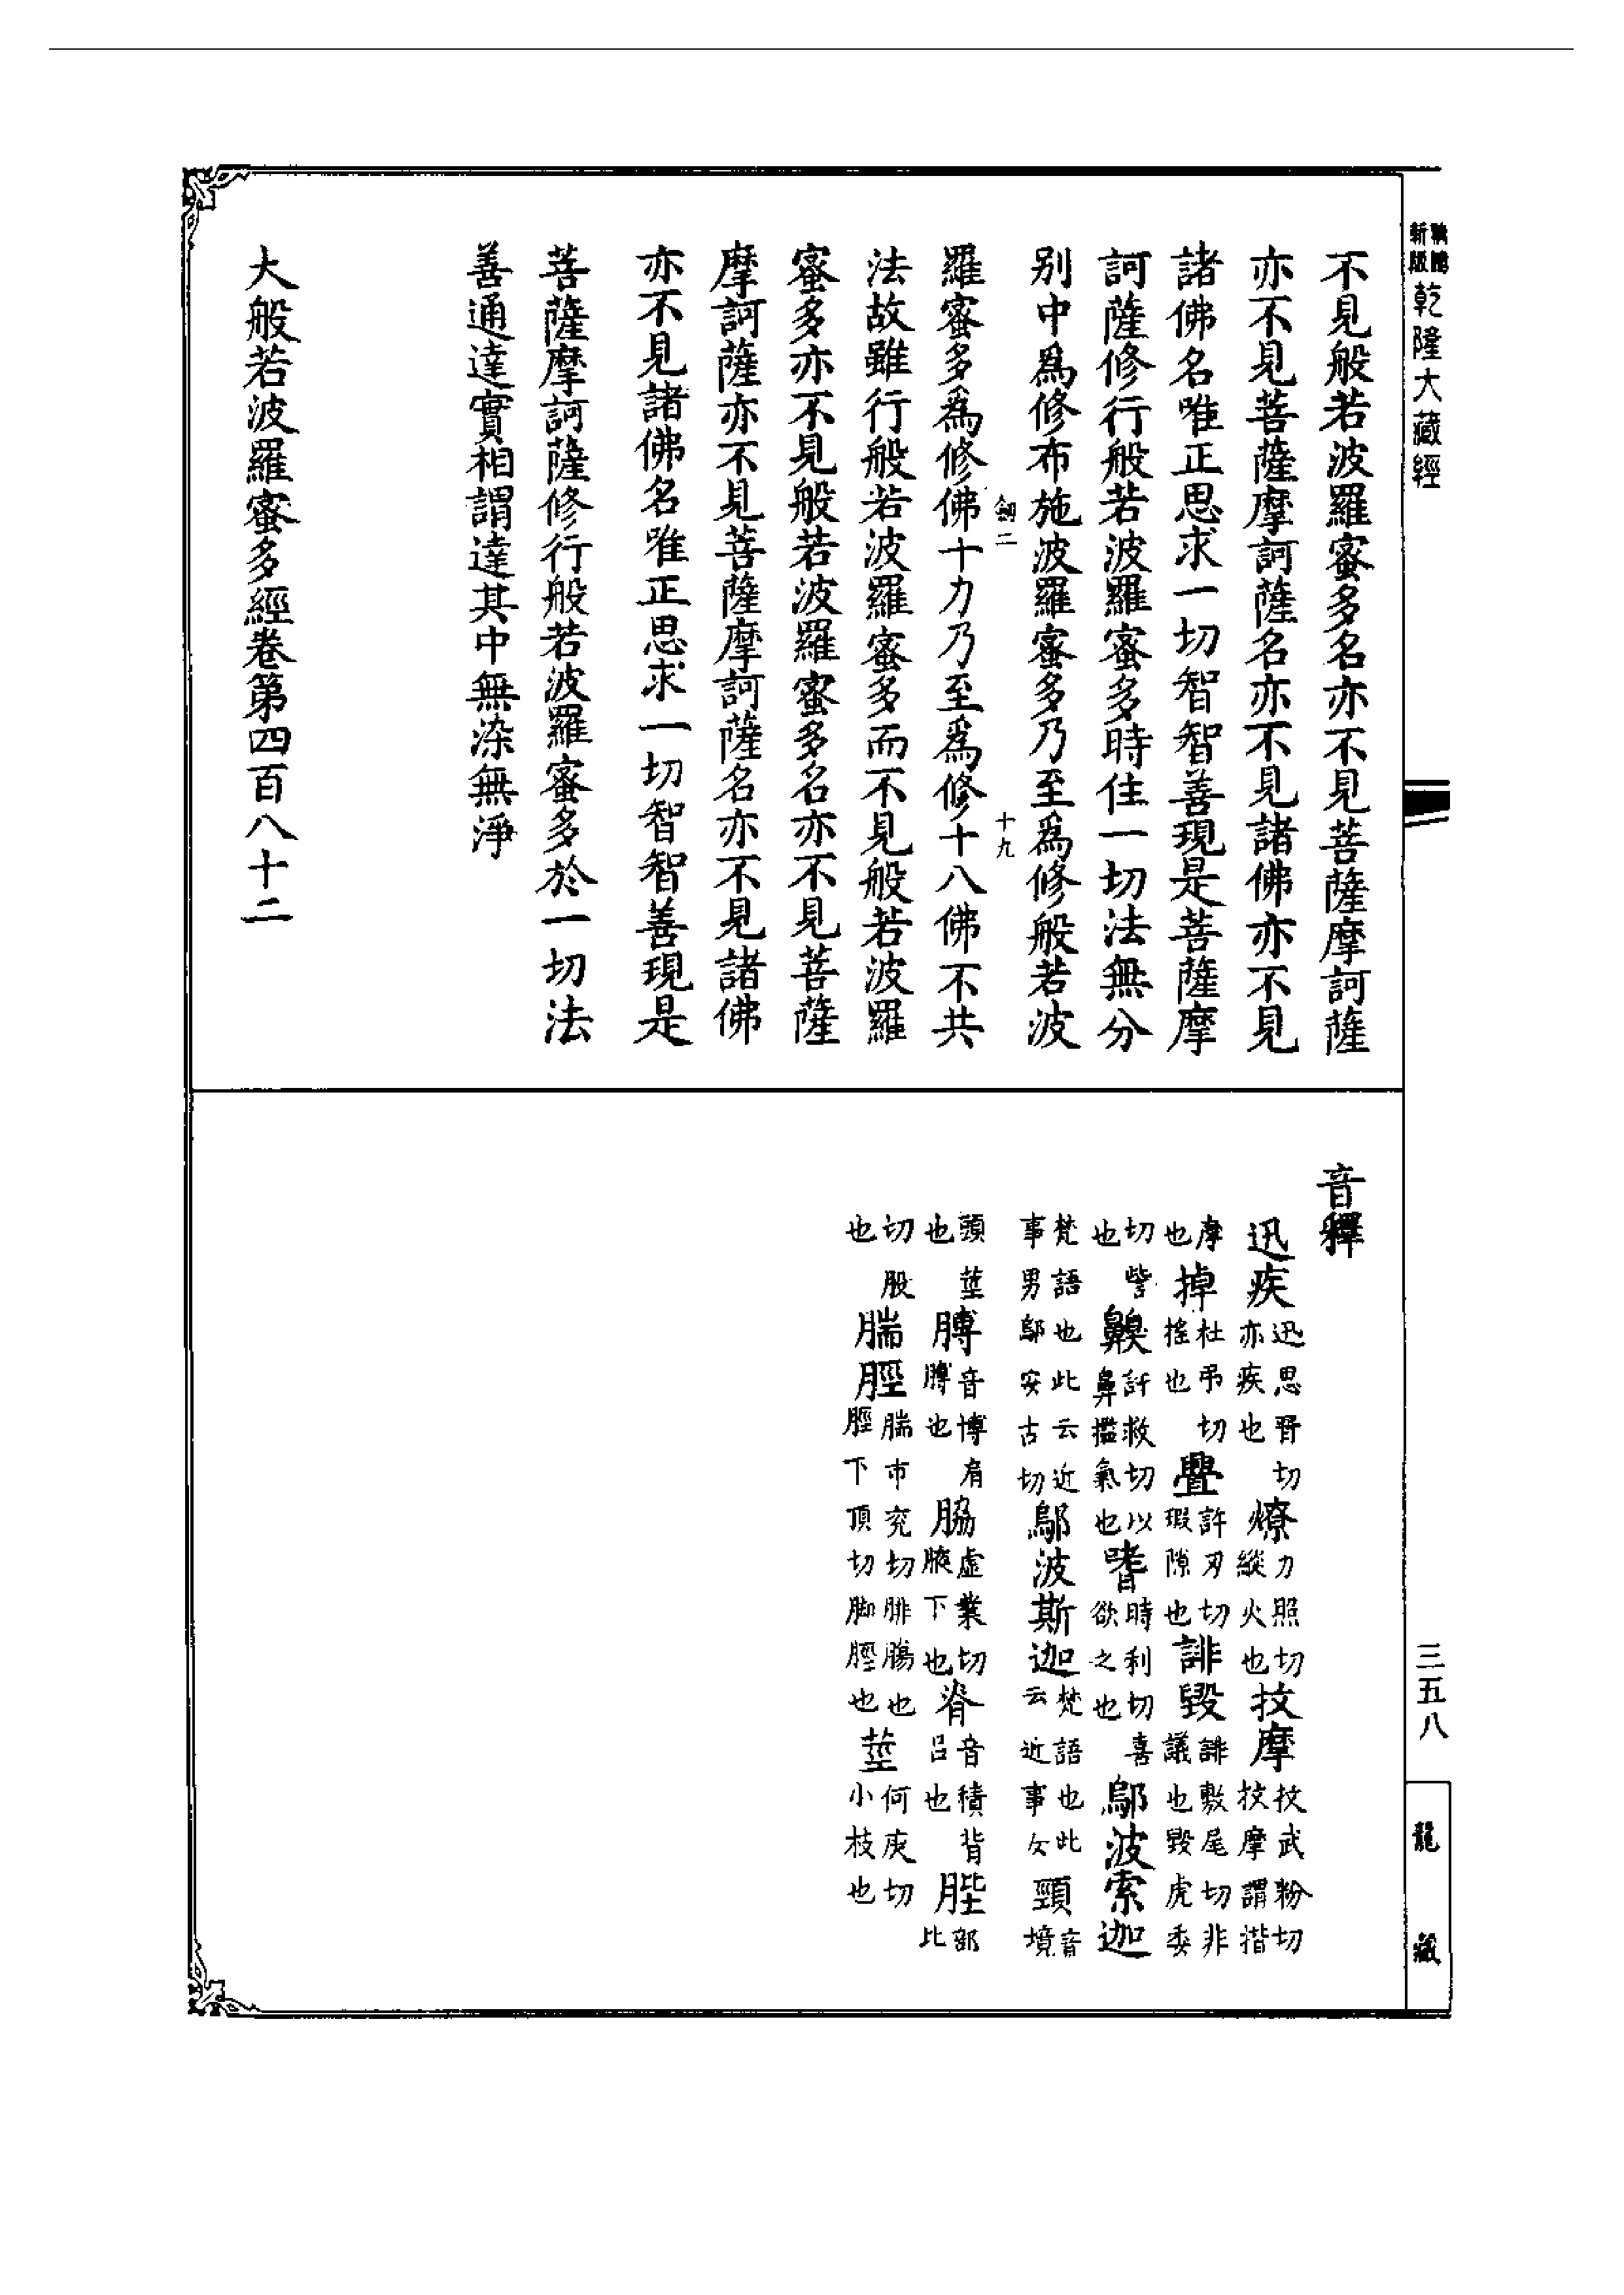 不見般若波羅蜜多名亦不見菩薩摩訶薩
亦不見菩薩摩訶薩名亦不見諸佛亦不見
諸佛名唯正思求一切智智善現是菩薩摩
訶薩修行般若波羅蜜多時住一切法無分
别中爲修布施波羅蜜多乃至爲修般若波
二 十九
羅蜜多爲修佛十力乃至爲修十八佛不共
法故雖行般若波羅蜜多而不見般若波羅
蜜多亦不見般若波羅蜜多名亦不見菩薩
摩訶薩亦不見菩薩摩訶薩名亦不見諸佛
亦不見諸佛名唯正思求一切智智善現是
菩薩摩訶薩修行般若波羅蜜多於一切法
善通達實相謂達其中無染無淨
大般若波羅蜜多經卷第四百八十二
音釋
迅疾迅思晉切亦疾也燎力照切縱火也抆摩抆武粉切抆摩謂揩
摩也掉杜弔切搖也舋許刃切瑕隙也誹毀誹敷尾切非議也毀虎委
切訾也齅許救切以鼻㩜氣也嗜時利切喜欲之也鄔波索迦
梵語也此云近事男鄔安古切鄔波斯迦梵語也此云近事女頸音境
頭莖也膊音博肩膊也脇虛業切腋下也脊音積背呂也䏶部比
切股也腨脛腨市兖切腓腸也脛下頂切脚脛也莖何庚切小枝也
新版
乾隆大藏經
三五八
龍藏